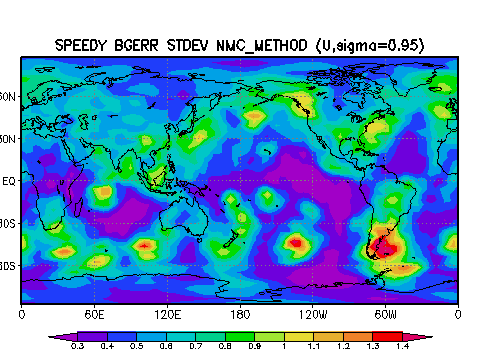 SPEEDY BGERR STDEV NMC_METHOD (U,sigma=0.95)
60N
30N
EQ
30S
60S
0 60E 120E 180 120W 60W 0
0.3 0.4 0.5 0.6 0.7 0.8 0.9 1 1.1 1.2 1.3 1.4